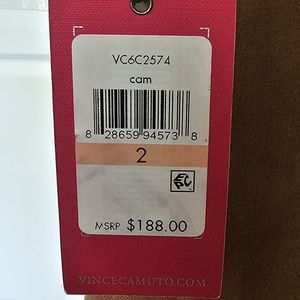 VC6C2574
cam
8 28659 94573 8
2
MSRP $188.00
VINCECAMUTO.COM